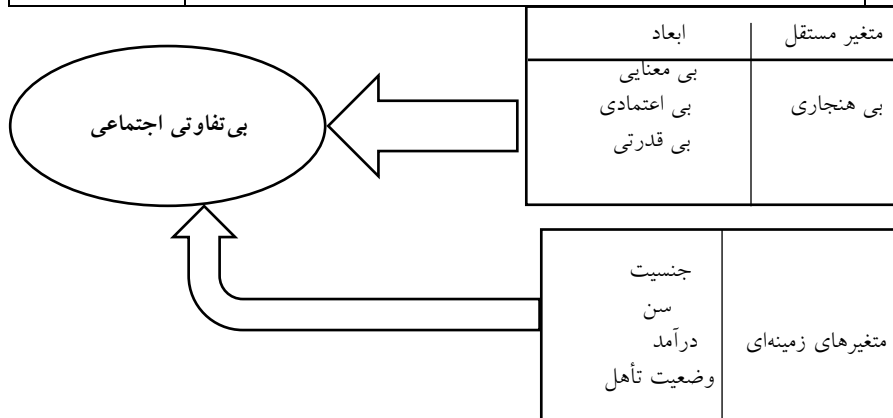 متغیر مستقل	ابعاد
بی معنایی
بی هنجاری	بی اعتمادی
بی قدرتی
بی‌تفاوتی اجتماعی
جنسیت
سن
متغیرهای زمینه‌ای	درآمد
وضعیت تأهل